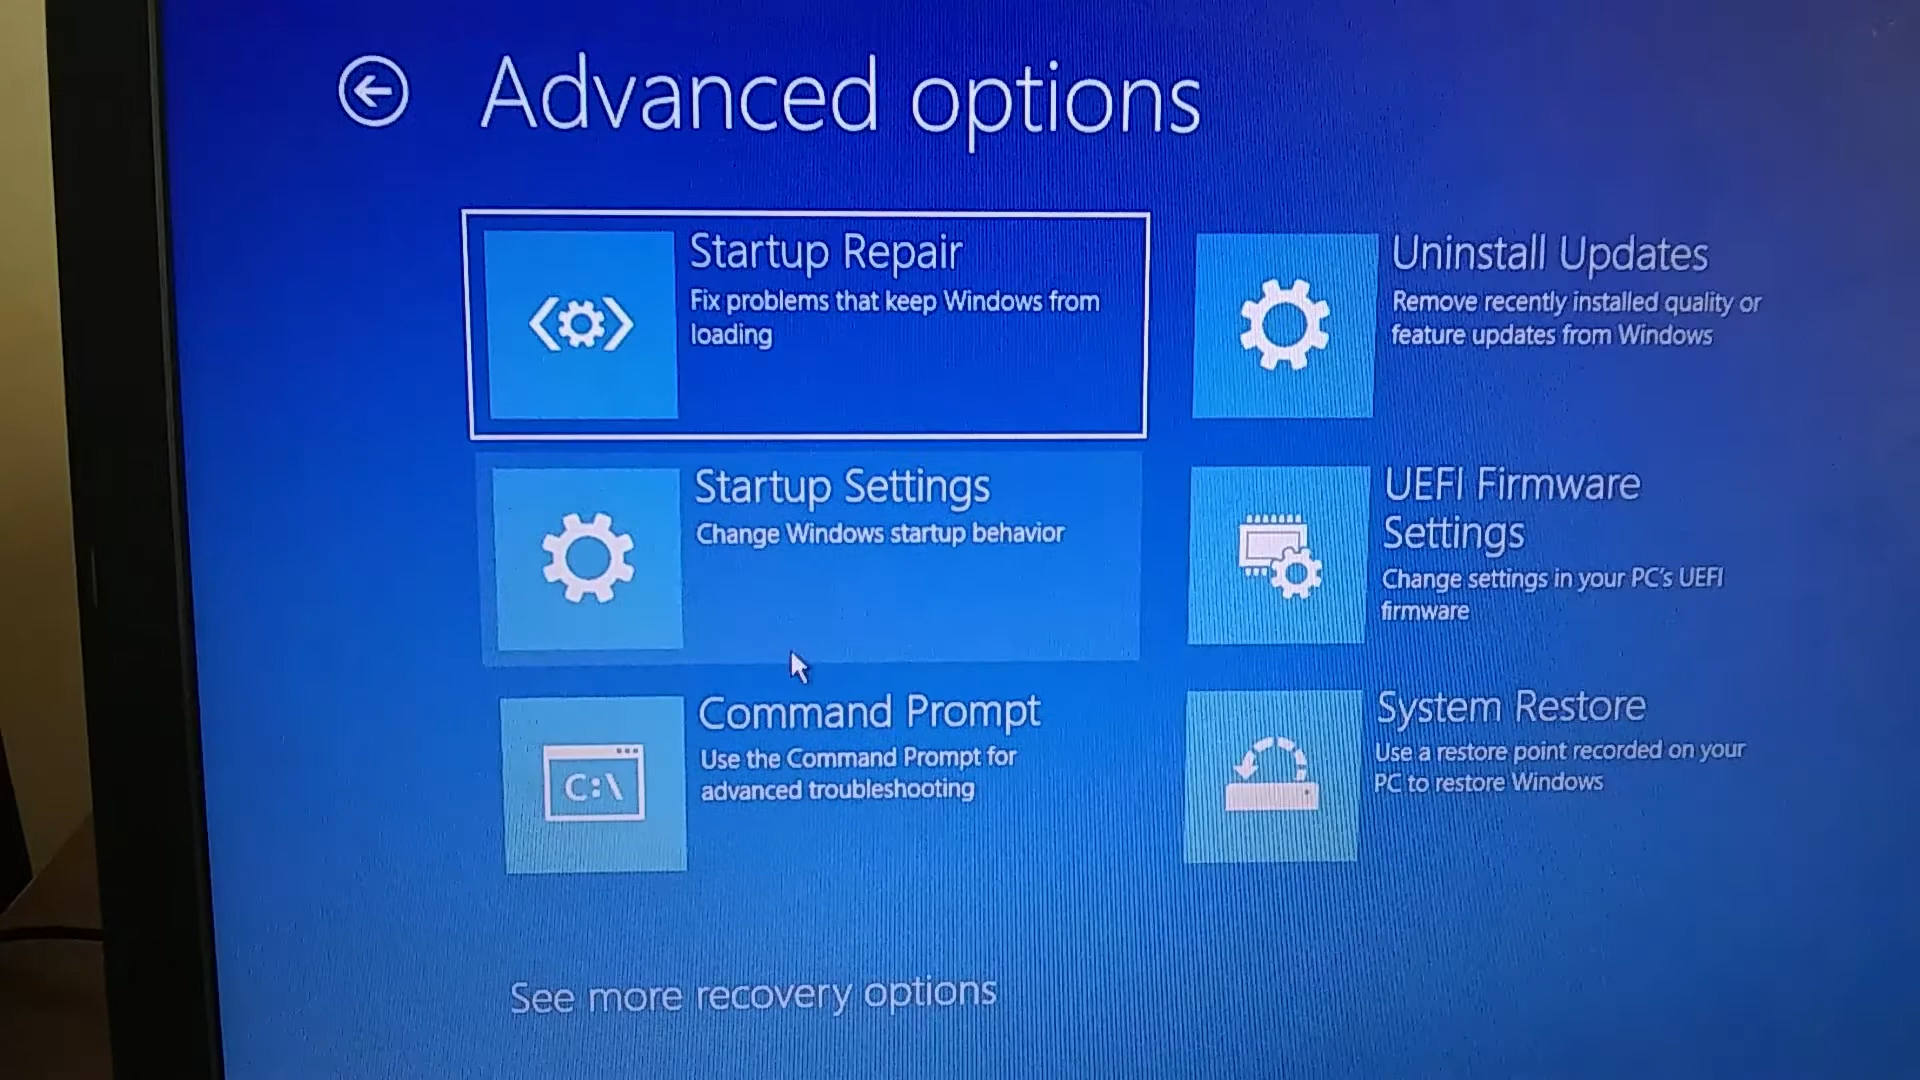 Advanced options
Startup Repair
Fix problems that keep Windows from
loading
Uninstall Updates
Remove recently installed quality or
feature updates from Windows
Startup Settings
Change Windows startup behavior
UEFI Firmware
Settings
Change settings in your PC's UEFI
firmware
C:\
Command Prompt
Use the Command Prompt for
advanced troubleshooting
System Restore
Use a restore point recorded on your
PC to restore Windows
See more recovery options